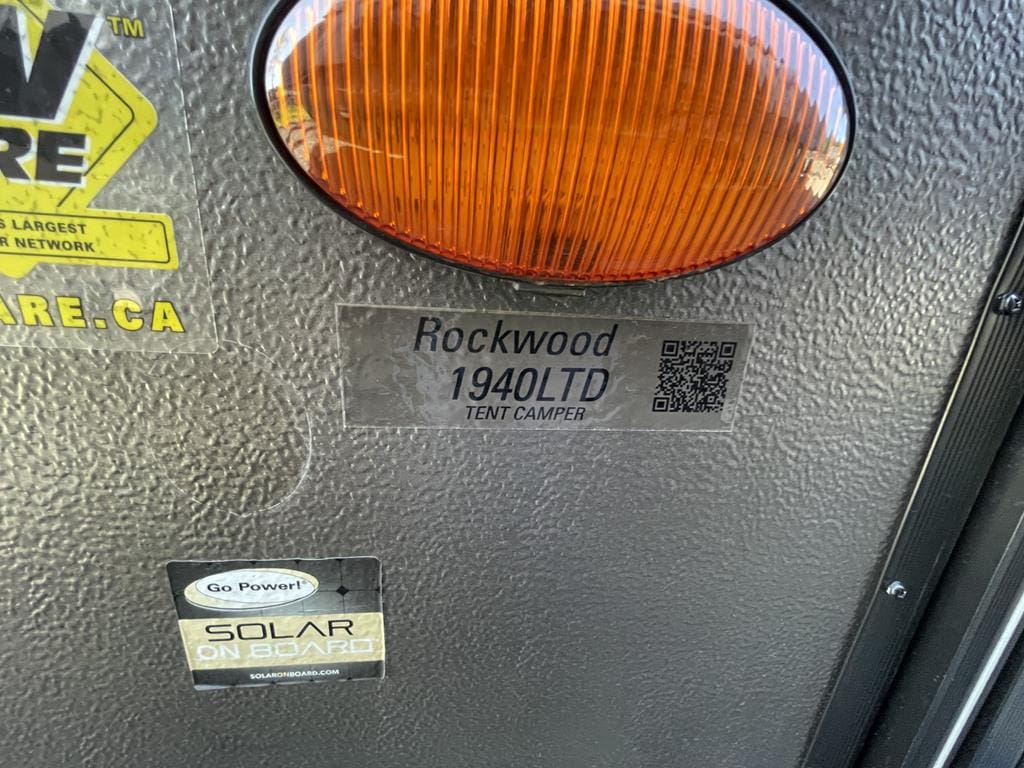 TM
RE
LARGEST
NETWORK
ARE.CA
Rockwood
1940LTD
TENT CAMPER
Go Power!®
SOLAR
ON BOARD
SOLARONBOARD.COM